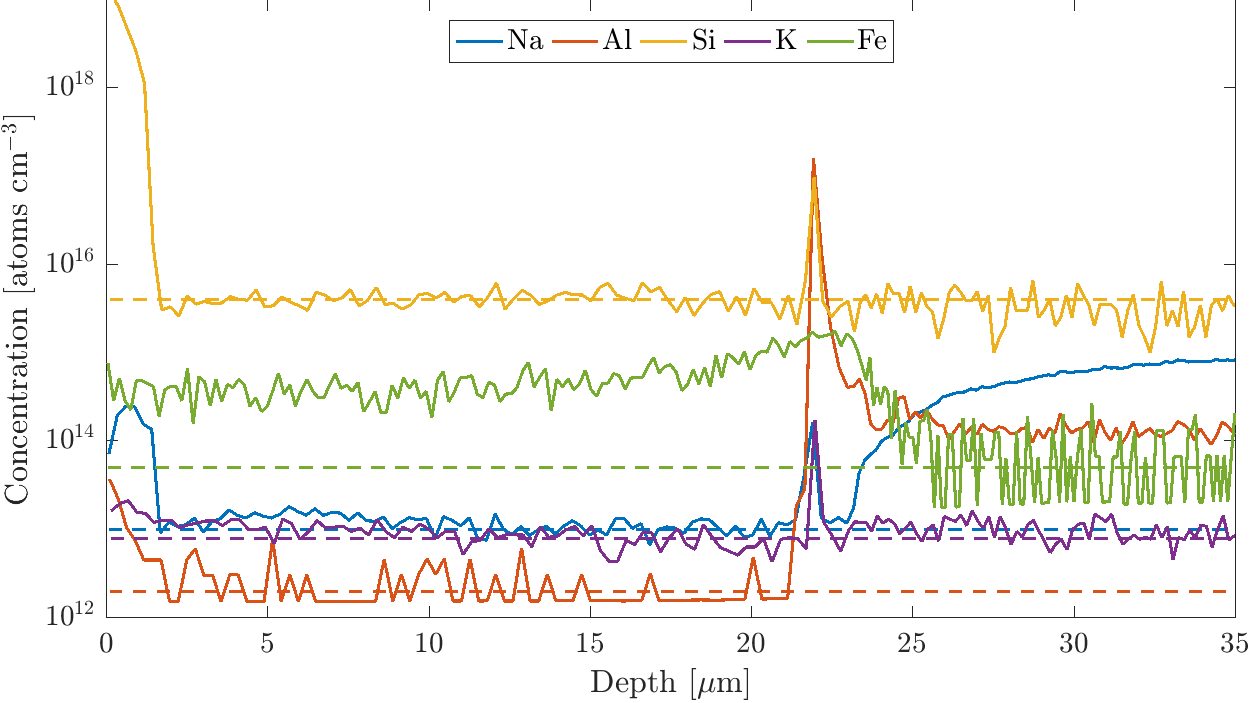 Na Al Si K Fe
10^18
10^16
10^14
10^12
Concentration [atoms cm^−3]
0 5 10 15 20 25 30 35
Depth [μm]